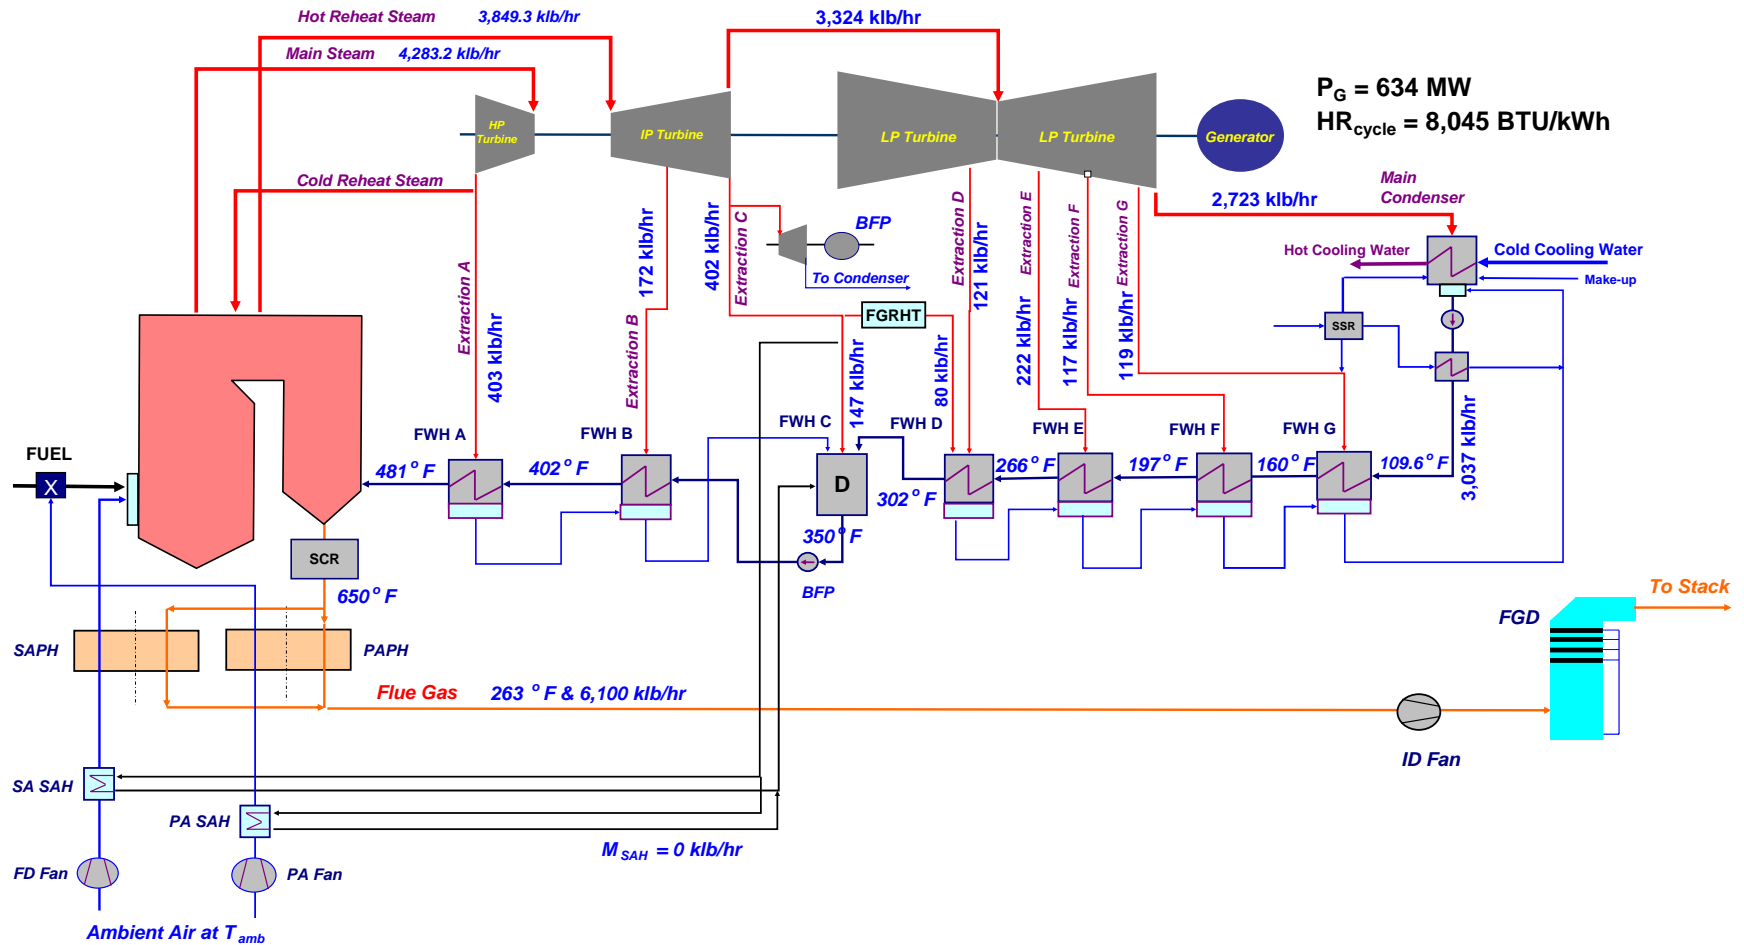 Hot Reheat Steam 3,849.3 klb/hr
3,324 klb/hr
Main Steam 4,283.2 klb/hr
P_G = 634 MW
HR_cycle = 8,045 BTU/kWh
HP
Turbine
IP Turbine
LP Turbine
LP Turbine
Generator
Cold Reheat Steam
Main
Condenser
2,723 klb/hr
Hot Cooling Water
Cold Cooling Water
Make-up
SSR
BFP
To Condenser
Extraction A
403 klb/hr
Extraction B
172 klb/hr
402 klb/hr
Extraction C
Extraction D
121 klb/hr
Extraction E
222 klb/hr
Extraction F
117 klb/hr
Extraction G
119 klb/hr
FGRHT
147 klb/hr
80 klb/hr
3,037 klb/hr
FWH A
FWH B
FWH C
FWH D
FWH E
FWH F
FWH G
FUEL
X
481° F
402° F
D
302° F
266° F
197° F
160° F
109.6° F
350° F
BFP
SCR
650° F
SAPH
PAPH
Flue Gas 263 °F & 6,100 klb/hr
To Stack
FGD
ID Fan
SA SAH
PA SAH
M_SAH = 0 klb/hr
FD Fan
PA Fan
Ambient Air at T_amb